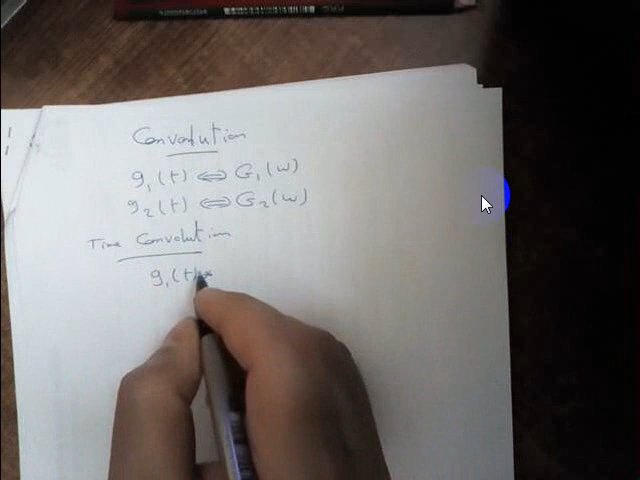 Convolution
g₁(t) ⇔ G₁(w)
g₂(t) ⇔ G₂(w)
Time Convolution
g₁(t)*